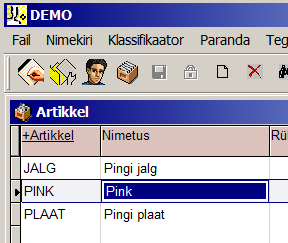 DEMO
Fail Nimekiri Klassifikaator Paranda
Artikkel
+Artikkel Nimetus
JALG Pingi jalg
PINK Pink
PLAAT Pingi plaat